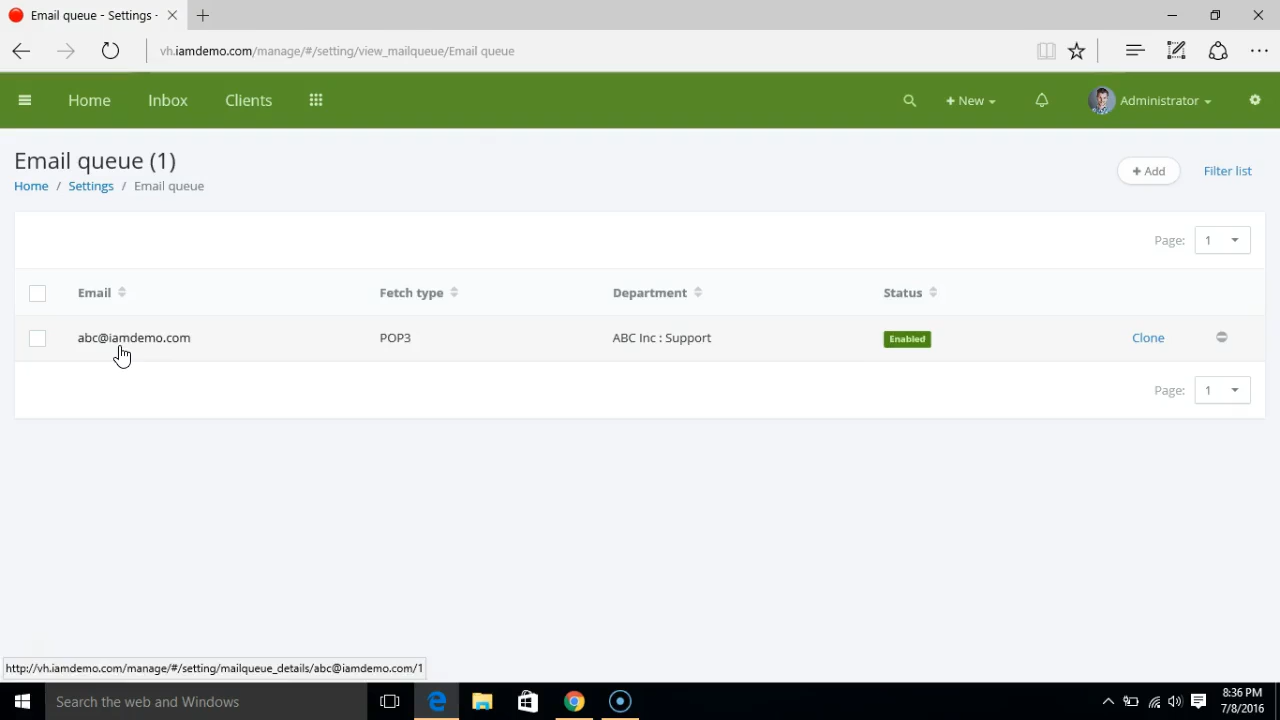 Email queue - Settings -
vh.iamdemo.com/manage/#/setting/view_mailqueue/Email queue
Home Inbox Clients + New Administrator
Email queue (1)
Home / Settings / Email queue
+ Add Filter list
Page: 1
Email Fetch type Department Status
abc@iamdemo.com POP3 ABC Inc : Support Enabled Clone
Page: 1
http://vh.iamdemo.com/manage/#/setting/mailqueue_details/abc@iamdemo.com/1
Search the web and Windows
8:36 PM
7/8/2016